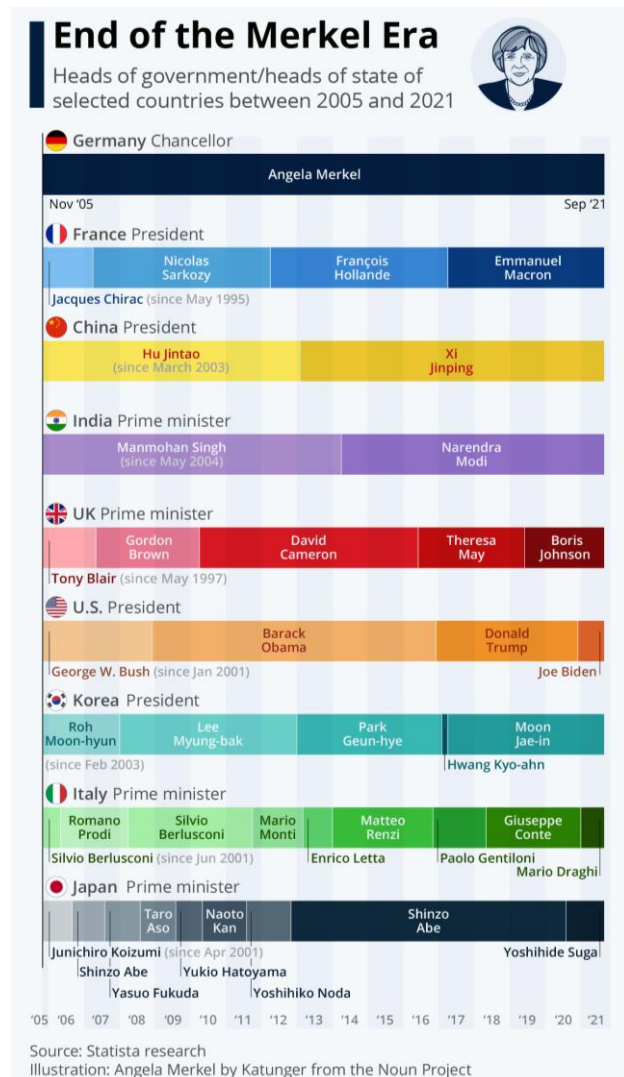 End of the Merkel Era
Heads of government/heads of state of
selected countries between 2005 and 2021
Germany Chancellor
Angela Merkel
Nov ‘05 Sep ‘21
France President
Nicolas
Sarkozy
François
Hollande
Emmanuel
Macron
Jacques Chirac (since May 1995)
China President
Hu Jintao
(since March 2003)
Xi
Jinping
India Prime minister
Manmohan Singh
(since May 2004)
Narendra
Modi
UK Prime minister
Gordon
Brown
David
Cameron
Theresa
May
Boris
Johnson
Tony Blair (since May 1997)
U.S. President
Barack
Obama
Donald
Trump
George W. Bush (since Jan 2001)
Joe Biden
Korea President
Roh
Moon-hyun
Lee
Myung-bak
Park
Geun-hye
Moon
Jae-in
(since Feb 2003)
Hwang Kyo-ahn
Italy Prime minister
Romano
Prodi
Silvio
Berlusconi
Mario
Monti
Matteo
Renzi
Giuseppe
Conte
Silvio Berlusconi (since Jun 2001)
Enrico Letta
Paolo Gentiloni
Mario Draghi
Japan Prime minister
Taro
Aso
Naoto
Kan
Shinzo
Abe
Junichiro Koizumi (since Apr 2001)
Yoshihide Suga
Shinzo Abe
Yukio Hatoyama
Yasuo Fukuda
Yoshihiko Noda
‘05 ‘06 ‘07 ‘08 ‘09 ‘10 ‘11 ‘12 ‘13 ‘14 ‘15 ‘16 ‘17 ‘18 ‘19 ‘20 ‘21
Source: Statista research
Illustration: Angela Merkel by Katunger from the Noun Project